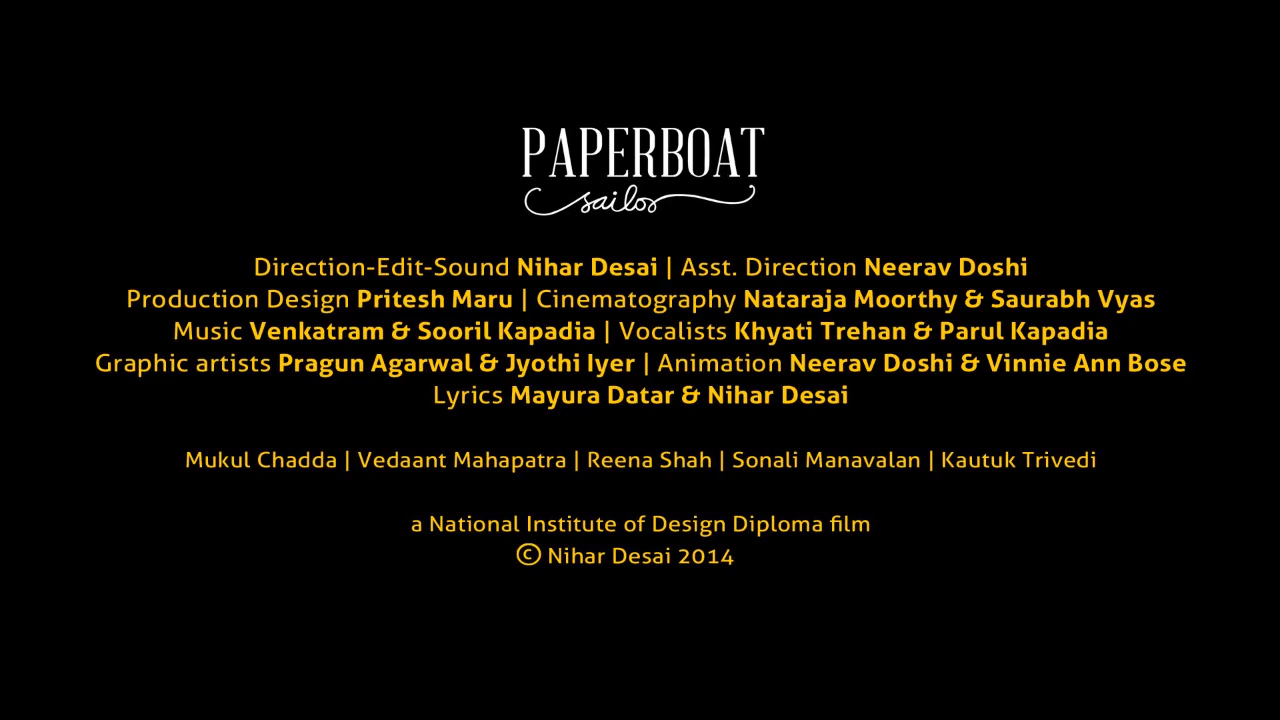 PAPERBOAT
sailor
Direction-Edit-Sound Nihar Desai | Asst. Direction Neerav Doshi
Production Design Pritesh Maru | Cinematography Nataraja Moorthy & Saurabh Vyas
Music Venkatram & Sooril Kapadia | Vocalists Khyati Trehan & Parul Kapadia
Graphic artists Pragun Agarwal & Jyothi Iyer | Animation Neerav Doshi & Vinnie Ann Bose
Lyrics Mayura Datar & Nihar Desai
Mukul Chadda | Vedaant Mahapatra | Reena Shah | Sonali Manavalan | Kautuk Trivedi
a National Institute of Design Diploma film
© Nihar Desai 2014